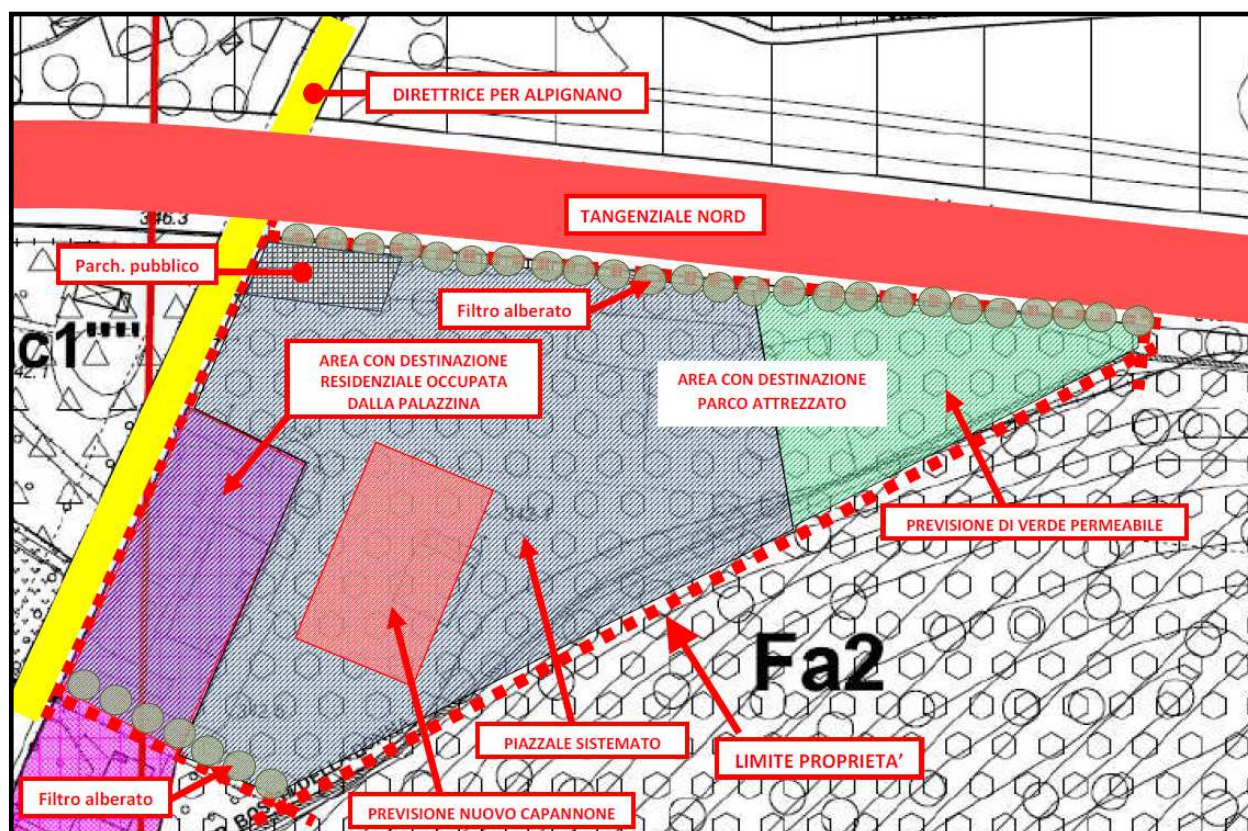 DIRETTRICE PER ALPIGNANO
346.3
TANGENZIALE NORD
Parch. pubblico
Filtro alberato
c1""
AREA CON DESTINAZIONE
RESIDENZIALE OCCUPATA
DALLA PALAZZINA
AREA CON DESTINAZIONE
PARCO ATTREZZATO
PREVISIONE DI VERDE PERMEABILE
Fa2
PIAZZALE SISTEMATO
LIMITE PROPRIETA’
Filtro alberato
PREVISIONE NUOVO CAPANNONE